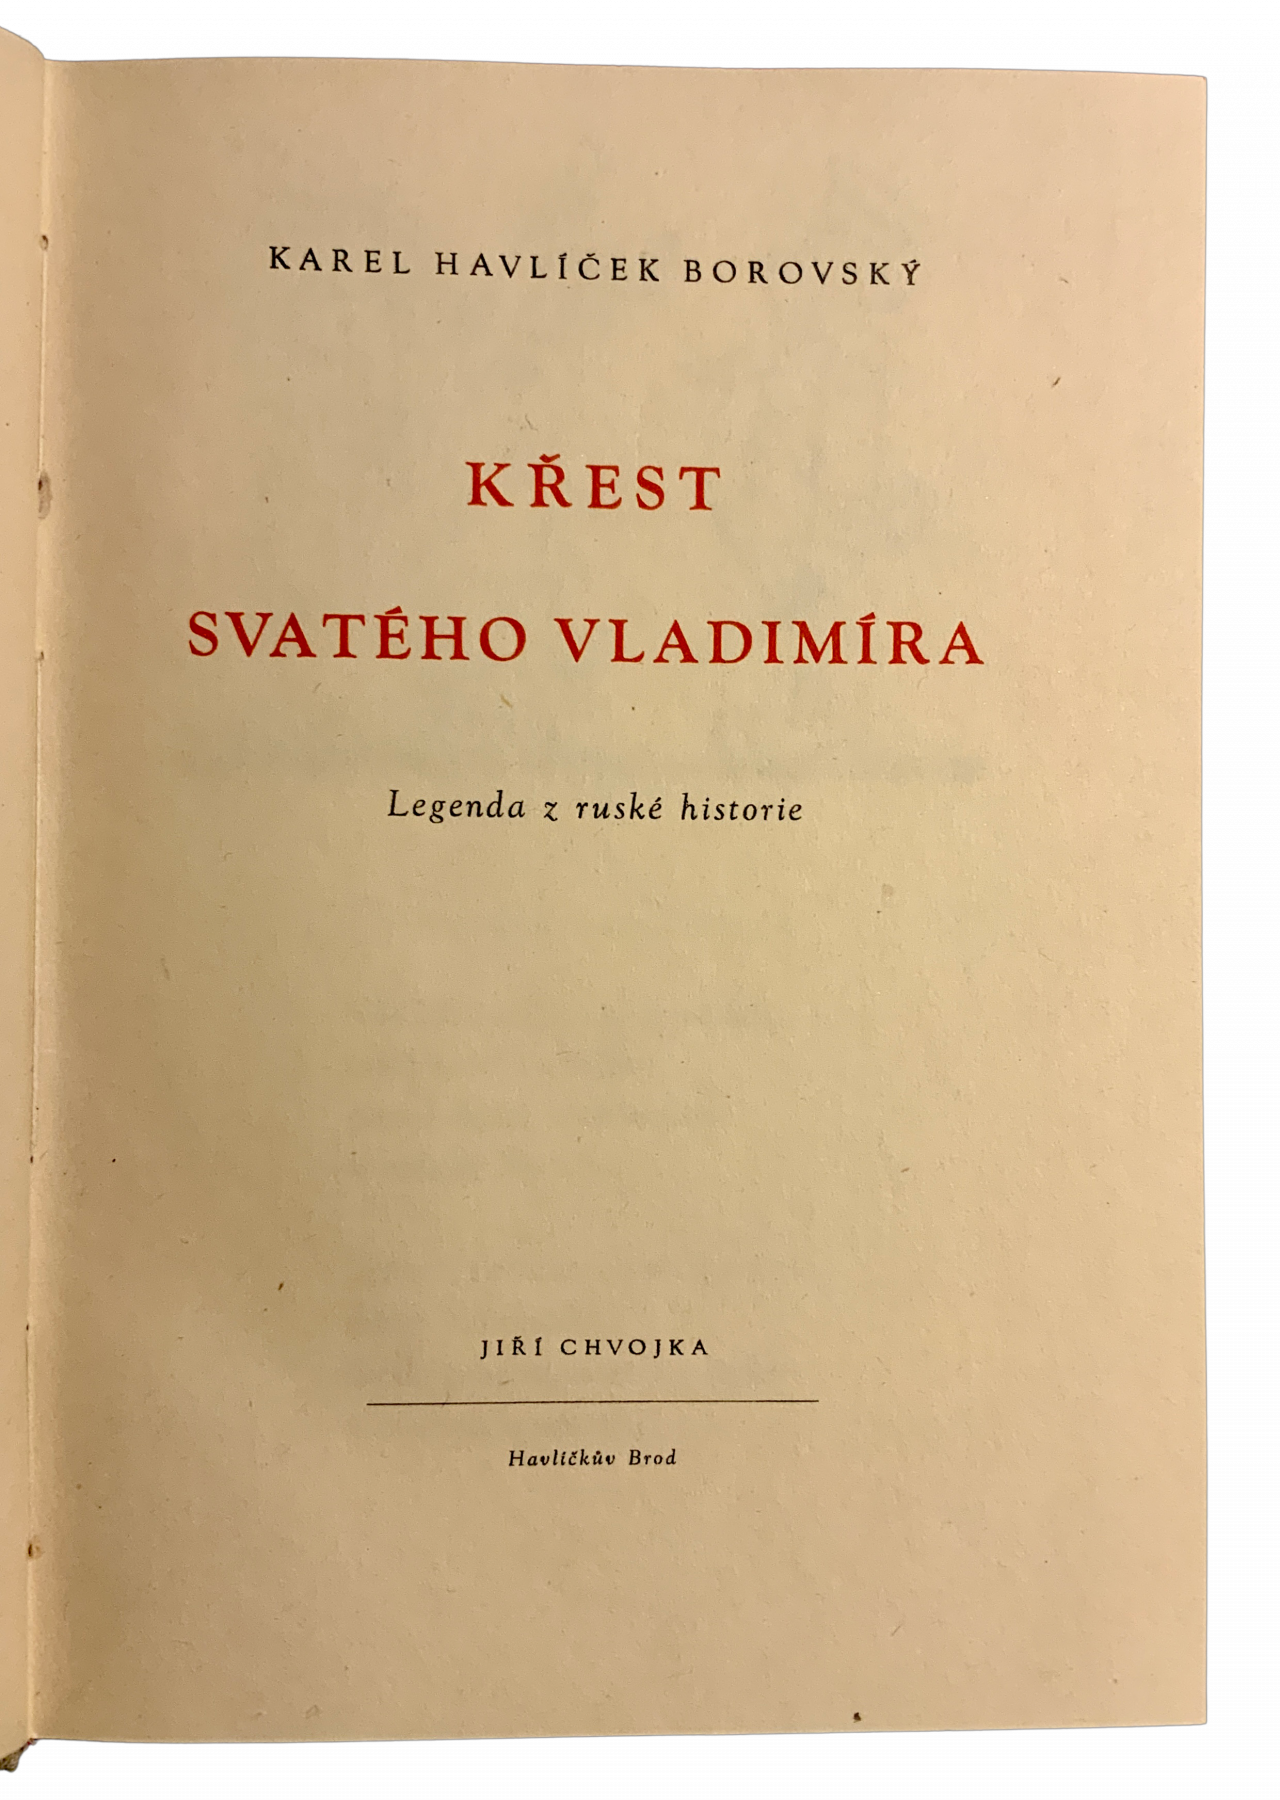 KAREL HAVLÍČEK BOROVSKÝ
KŘEST
SVATÉHO VLADIMÍRA
Legenda z ruské historie
JIŘÍ CHVOJKA
Havlíčkův Brod